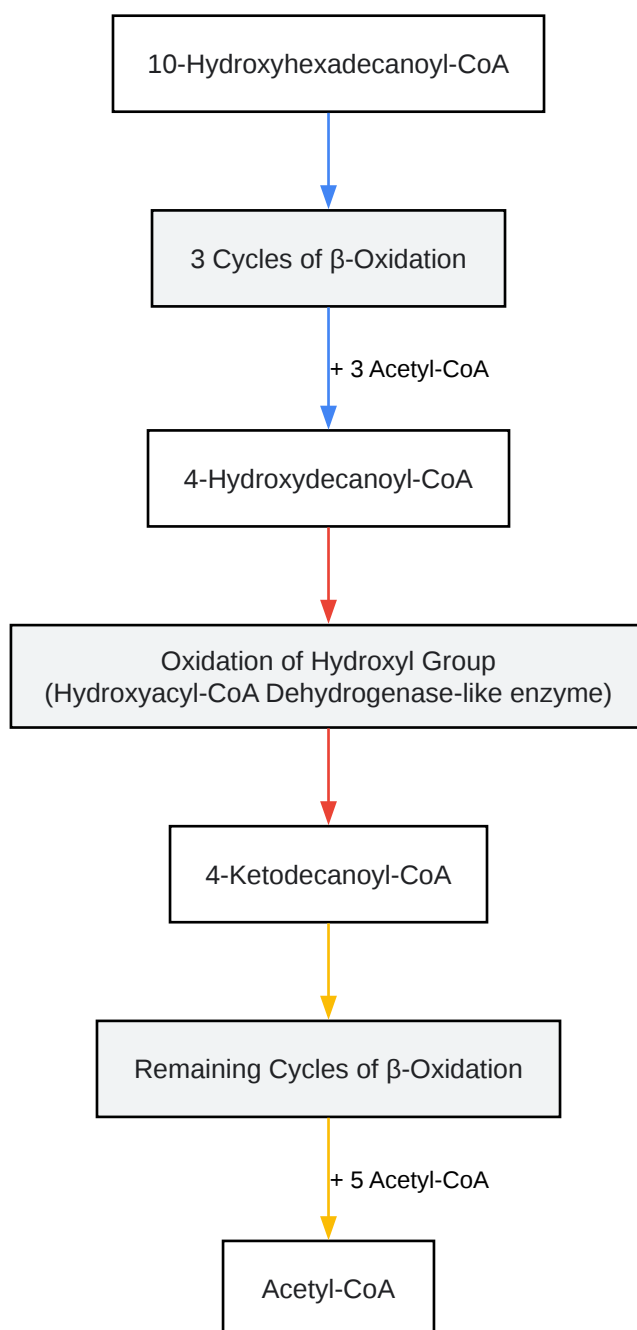 10-Hydroxyhexadecanoyl-CoA
3 Cycles of β-Oxidation
+ 3 Acetyl-CoA
4-Hydroxydecanoyl-CoA
Oxidation of Hydroxyl Group
(Hydroxyacyl-CoA Dehydrogenase-like enzyme)
4-Ketodecanoyl-CoA
Remaining Cycles of β-Oxidation
+ 5 Acetyl-CoA
Acetyl-CoA